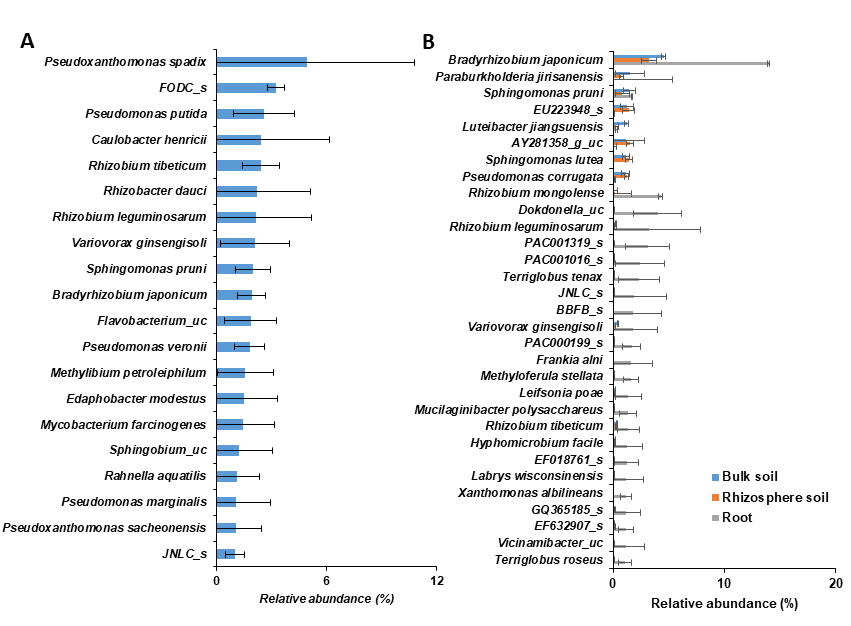 A
Pseudoxanthomonas spadix
FODC_s
Pseudomonas putida
Caulobacter henricii
Rhizobium tibeticum
Rhizobacter dauci
Rhizobium leguminosarum
Variovorax ginsengisoli
Sphingomonas pruni
Bradyrhizobium japonicum
Flavobacterium_uc
Pseudomonas veronii
Methylibium petroleiphilum
Edaphobacter modestus
Mycobacterium farcinogenes
Sphingobium_uc
Rahnella aquatilis
Pseudomonas marginalis
Pseudoxanthomonas sacheonensis
JNLC_s
0 6 12
Relative abundance (%)
B
Bradyrhizobium japonicum
Paraburkholderia jirisanensis
Sphingomonas pruni
EU223948_s
Luteibacter jiangsuensis
AY281358_g_uc
Sphingomonas lutea
Pseudomonas corrugata
Rhizobium mongolense
Dokdonella_uc
Rhizobium leguminosarum
PAC001319_s
PAC001016_s
Terriglobus tenax
JNLC_s
BBFB_s
Variovorax ginsengisoli
PAC000199_s
Frankia alni
Methyloferula stellata
Leifsonia poae
Mucilaginibacter polysacchareus
Rhizobium tibeticum
Hyphomicrobium facile
EF018761_s
Labrys wisconsinensis
Xanthomonas albilineans
GQ365185_s
EF632907_s
Vicinamibacter_uc
Terriglobus roseus
Bulk soil
Rhizosphere soil
Root
0 10 20
Relative abundance (%)